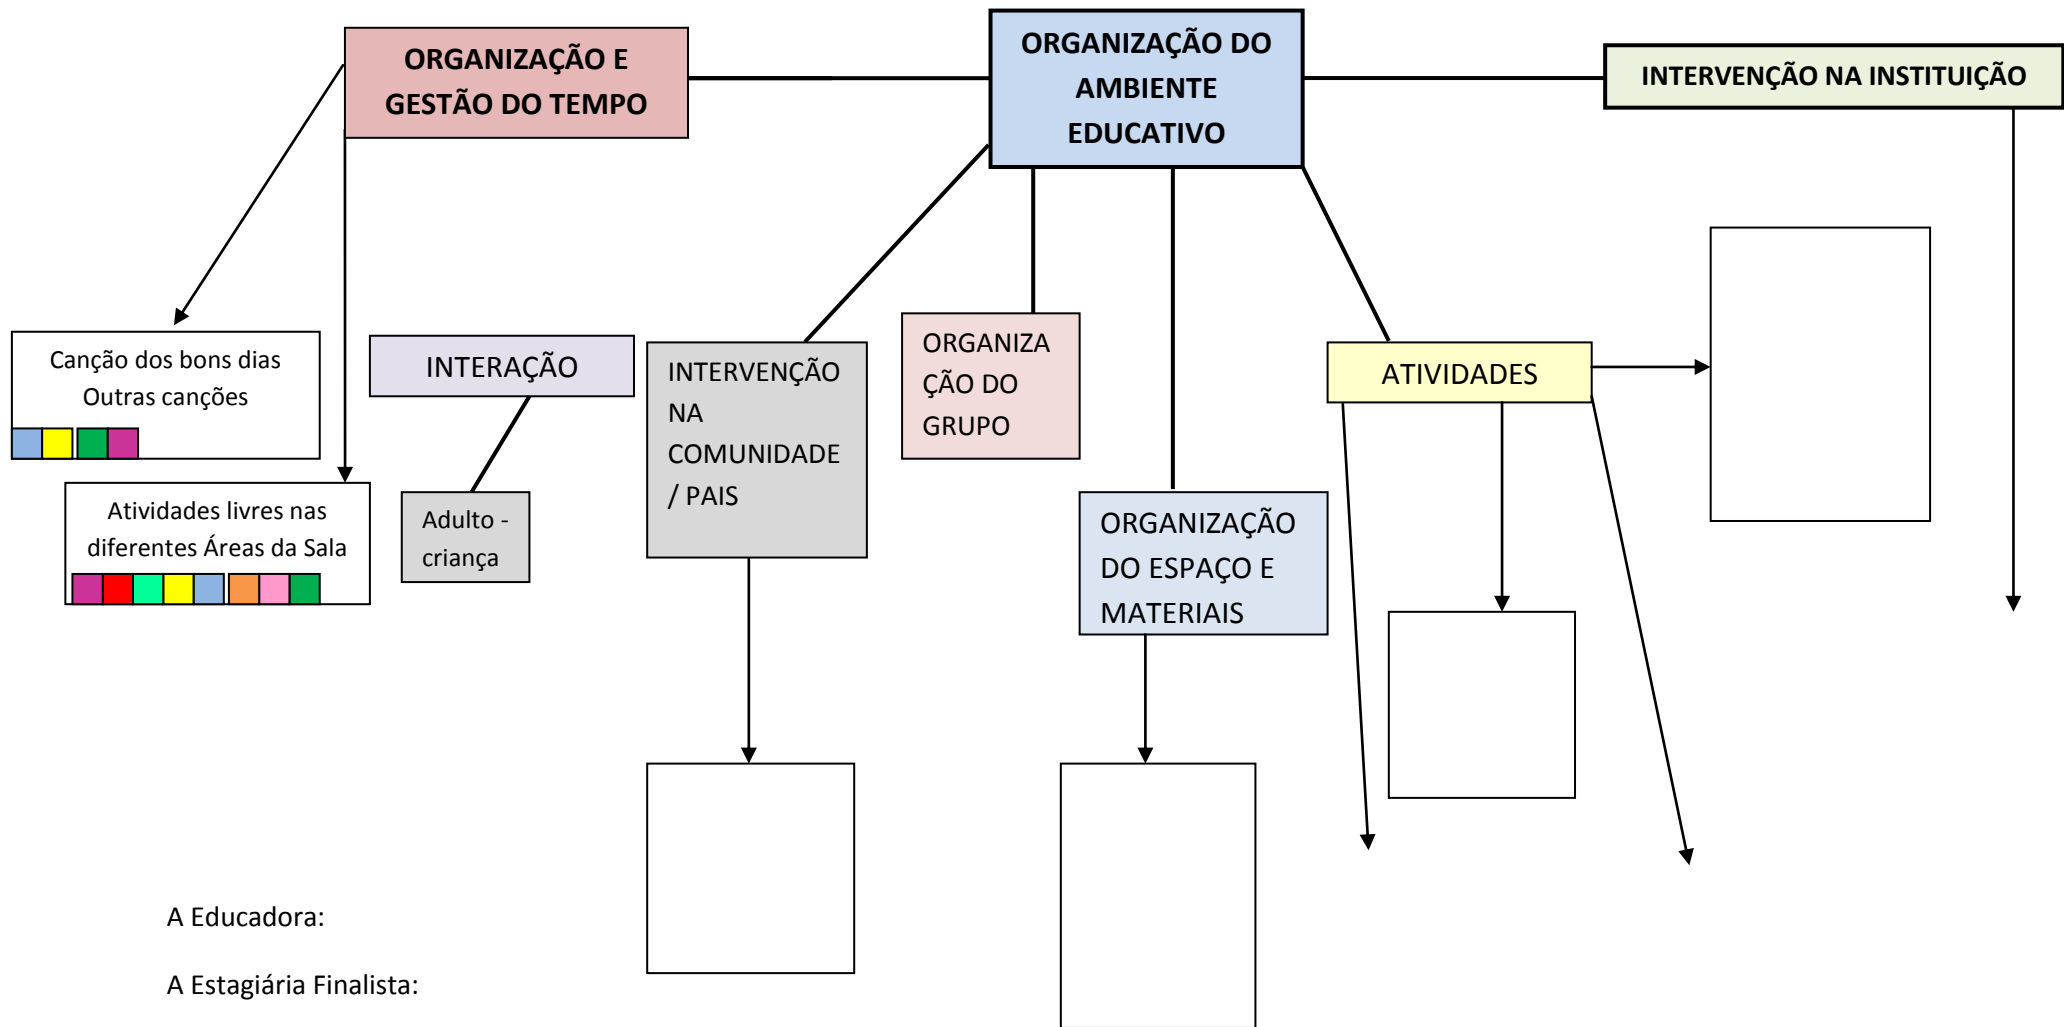 ORGANIZAÇÃO E
GESTÃO DO TEMPO
ORGANIZAÇÃO DO
AMBIENTE
EDUCATIVO
INTERVENÇÃO NA INSTITUIÇÃO
Canção dos bons dias
Outras canções
Atividades livres nas
diferentes Áreas da Sala
INTERAÇÃO
Adulto -
criança
INTERVENÇÃO
NA
COMUNIDADE
/ PAIS
ORGANIZA
ÇÃO DO
GRUPO
ORGANIZAÇÃO
DO ESPAÇO E
MATERIAIS
ATIVIDADES
A Educadora:
A Estagiária Finalista: